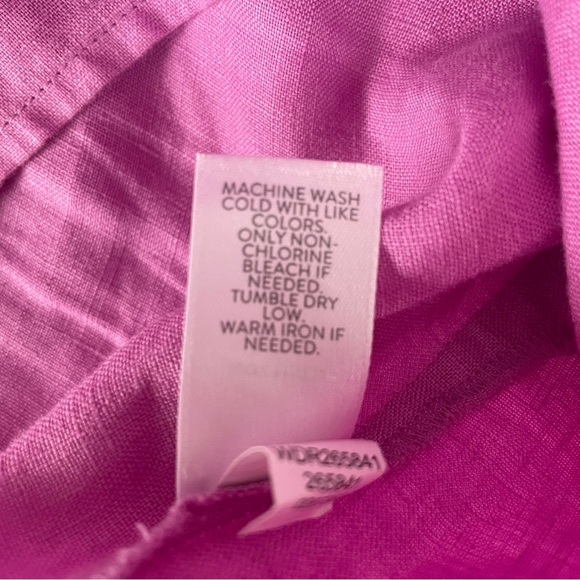 MACHINE WASH
COLD WITH LIKE
COLORS.
ONLY NON-
CHLORINE
BLEACH IF
NEEDED.
TUMBLE DRY
LOW.
WARM IRON IF
NEEDED.
WDR2658A1